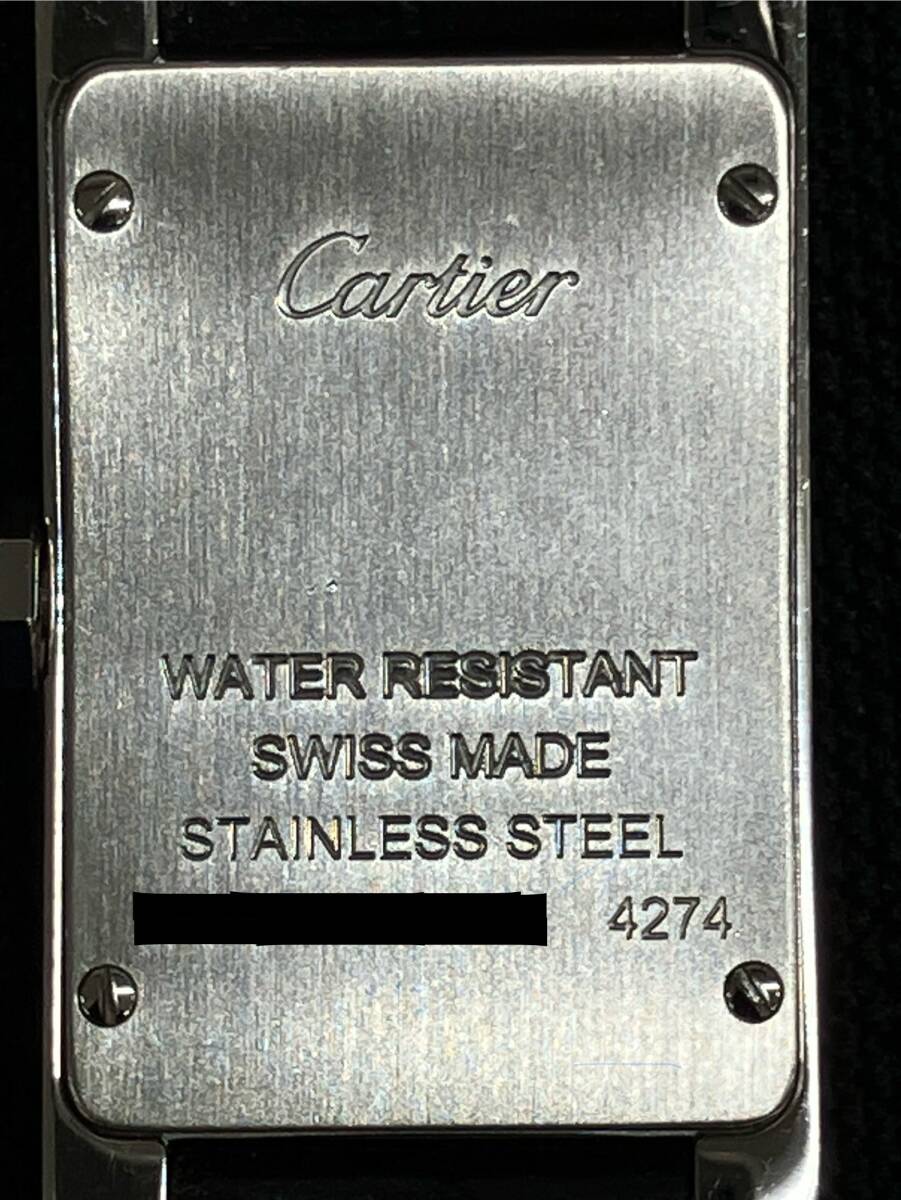 Cartier
WATER RESISTANT
SWISS MADE
STAINLESS STEEL
4274